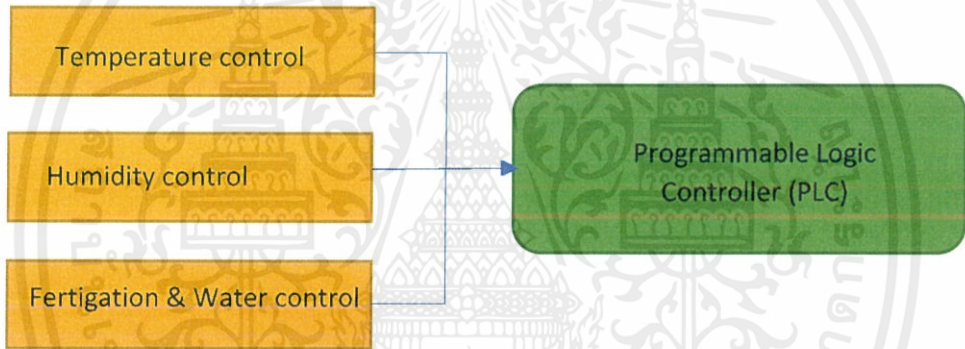 Temperature control
Humidity control
Fertigation & Water control
Programmable Logic
Controller (PLC)